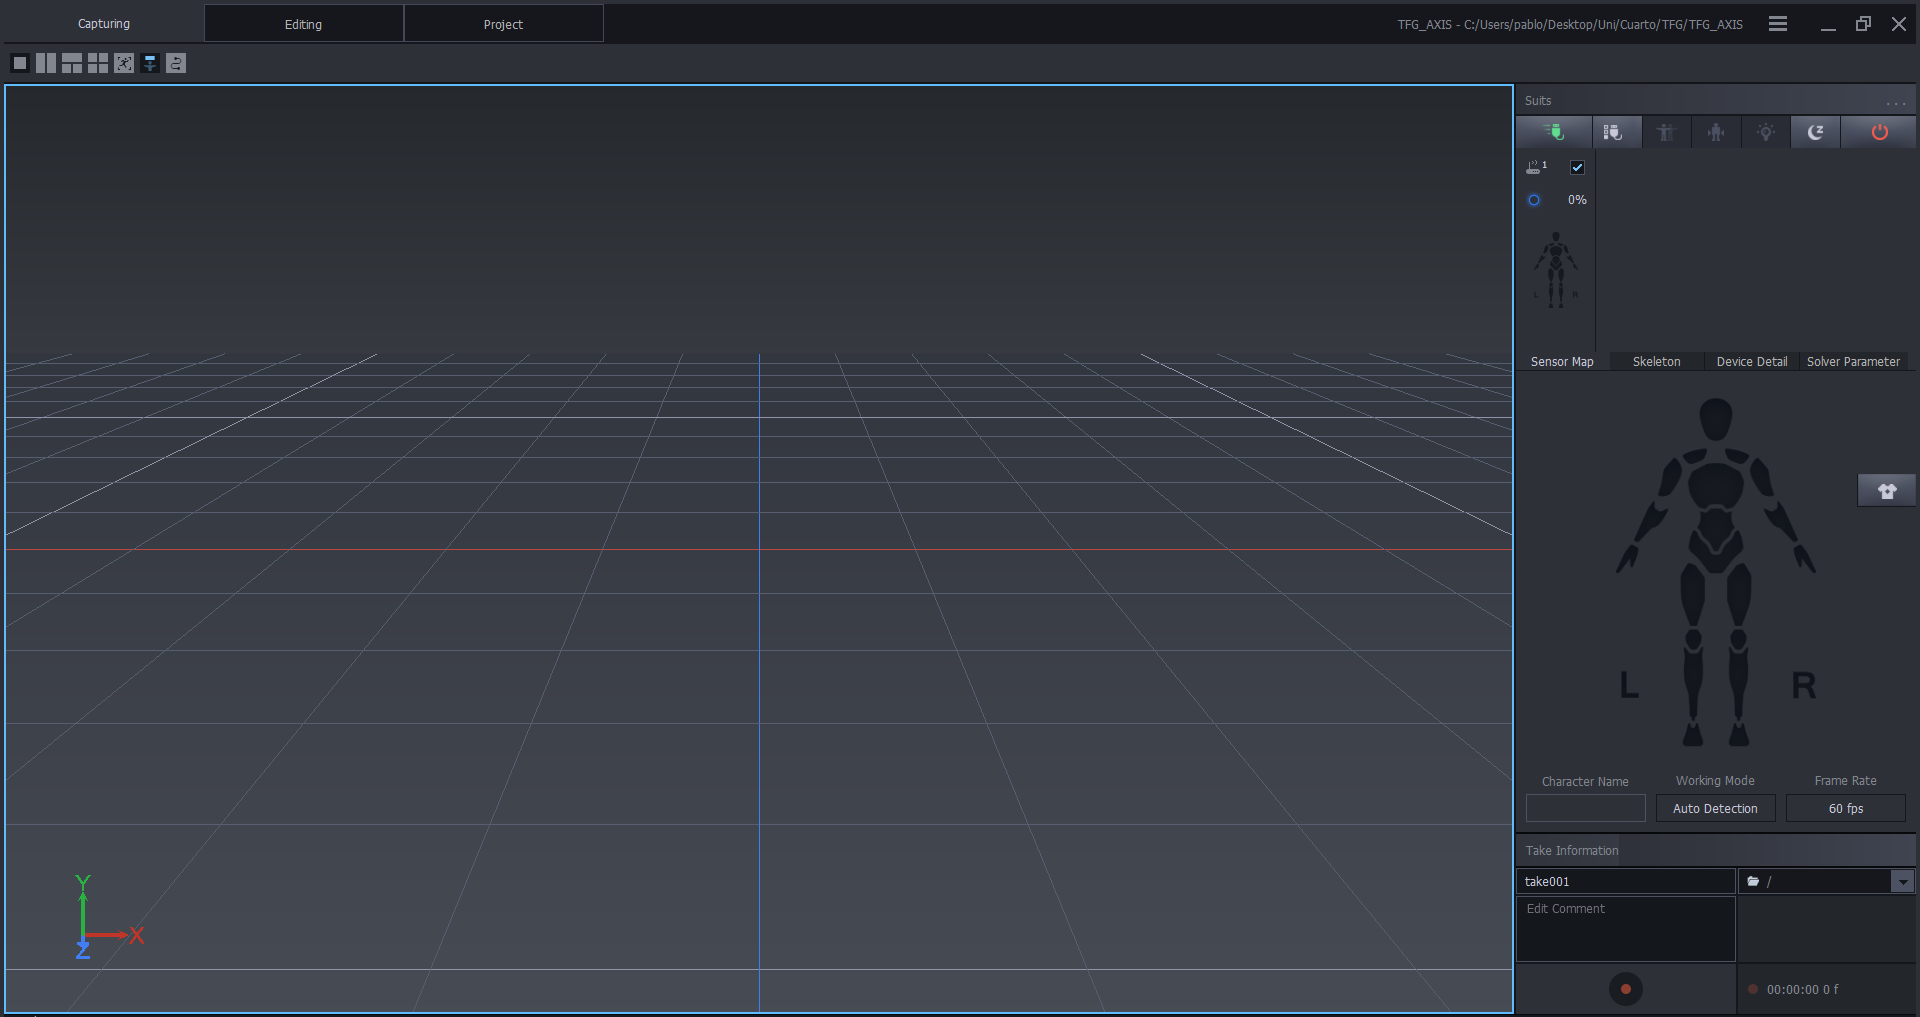 Capturing
Editing
Project
TFG_AXIS - C:/Users/pablo/Desktop/Uni/Cuarto/TFG/TFG_AXIS
Suits
...
1
0%
L R
Sensor Map
Skeleton
Device Detail
Solver Parameter
L R
Character Name
Working Mode
Frame Rate
Auto Detection
60 fps
Take Information
take001
/
Edit Comment
00:00:00 0 f
Y
X
Z